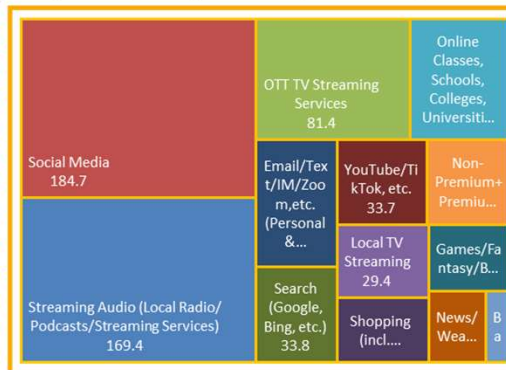 Social Media
184.7
Streaming Audio (Local Radio/
Podcasts/Streaming Services)
169.4
OTT TV Streaming
Services
81.4
Online
Classes,
Schools,
Colleges,
Universiti...
Email/Text
/IM/Zoo
m,etc.
(Personal
&...
YouTube/Ti
kTok, etc.
33.7
Non-
Premium+
Premiu...
Local TV
Streaming
29.4
Games/Fa
ntasy/B...
Search
(Google,
Bing, etc.)
33.8
Shopping
(incl....
News/
Wea...
B
a